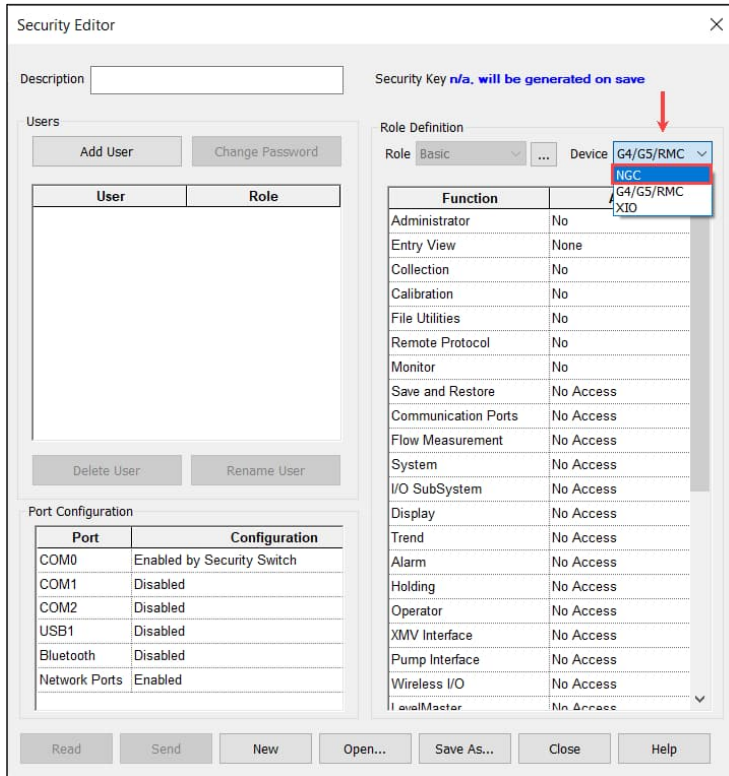 Security Editor
Description
Security Key n/a, will be generated on save
Users
Add User
Change Password
User Role
Delete User
Rename User
Port Configuration
Port Configuration
COM0 Enabled by Security Switch
COM1 Disabled
COM2 Disabled
USB1 Disabled
Bluetooth Disabled
Network Ports Enabled
Role Definition
Role Basic ... Device G4/G5/RMC
NGC
G4/G5/RMC
XIO
Function
Administrator No
Entry View None
Collection No
Calibration No
File Utilities No
Remote Protocol No
Monitor No
Save and Restore No Access
Communication Ports No Access
Flow Measurement No Access
System No Access
I/O SubSystem No Access
Display No Access
Trend No Access
Alarm No Access
Holding No Access
Operator No Access
XMV Interface No Access
Pump Interface No Access
Wireless I/O No Access
LevelMaster No Access
Read Send New Open... Save As... Close Help